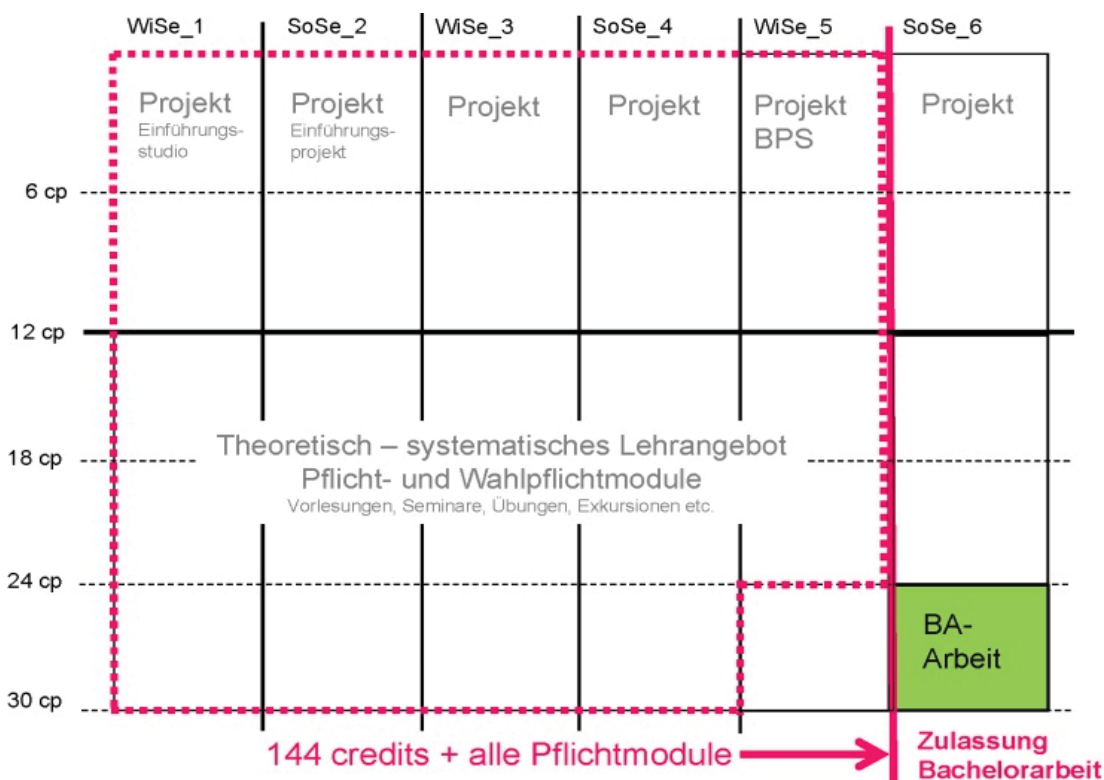 WiSe_1
SoSe_2
WiSe_3
SoSe_4
WiSe_5
SoSe_6
Projekt
Einführungs-
studio
Projekt
Einführungs-
projekt
Projekt
Projekt
Projekt
BPS
Projekt
6 cp
12 cp
Theoretisch – systematisches Lehrangebot
18 cp
Pflicht- und Wahlpflichtmodule
Vorlesungen, Seminare, Übungen, Exkursionen etc.
24 cp
BA-
Arbeit
30 cp
144 credits + alle Pflichtmodule
Zulassung
Bachelorarbeit